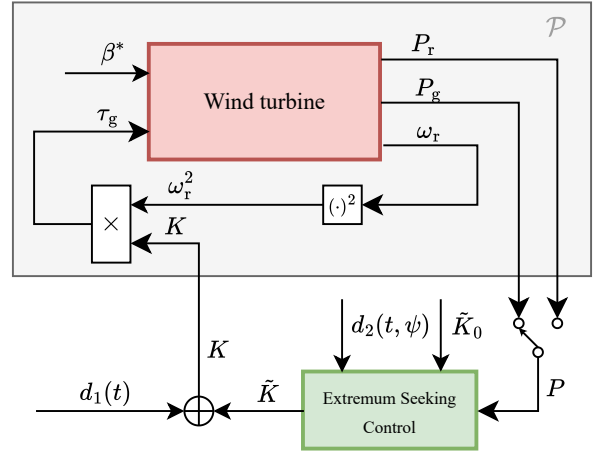 𝒫
β*
P_r
Wind turbine
P_g
τ_g
ω_r
ω_r^2
(·)^2
×
K
d_2(t, ψ)
K̃_0
K
d_1(t)
K̃
Extremum Seeking
Control
P